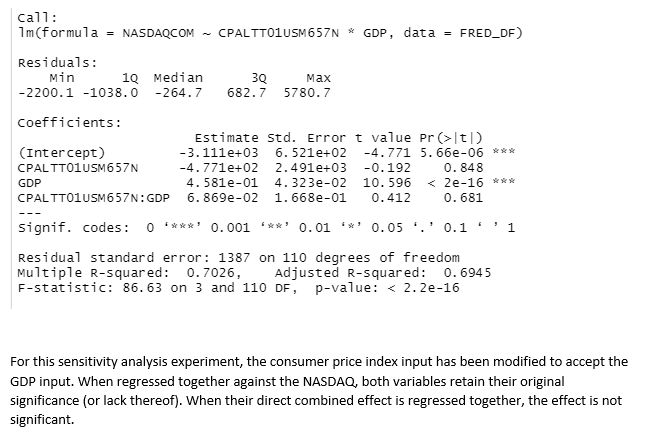 Call:
lm(formula = NASDAQCOM ~ CPALTT01USM657N * GDP, data = FRED_DF)
Residuals:
Min 1Q Median 3Q Max
-2200.1 -1038.0 -264.7 682.7 5780.7
Coefficients:
Estimate Std. Error t value Pr(>|t|)
(Intercept) -3.111e+03 6.521e+02 -4.771 5.66e-06 ***
CPALTT01USM657N -4.771e+02 2.491e+03 -0.192 0.848
GDP 4.581e-01 4.323e-02 10.596 < 2e-16 ***
CPALTT01USM657N:GDP 6.869e-02 1.668e-01 0.412 0.681
---
Signif. codes: 0 ‘***’ 0.001 ‘**’ 0.01 ‘*’ 0.05 ‘.’ 0.1 ‘ ’ 1
Residual standard error: 1387 on 110 degrees of freedom
Multiple R-squared: 0.7026, Adjusted R-squared: 0.6945
F-statistic: 86.63 on 3 and 110 DF, p-value: < 2.2e-16
For this sensitivity analysis experiment, the consumer price index input has been modified to accept the
GDP input. When regressed together against the NASDAQ, both variables retain their original
significance (or lack thereof). When their direct combined effect is regressed together, the effect is not
significant.